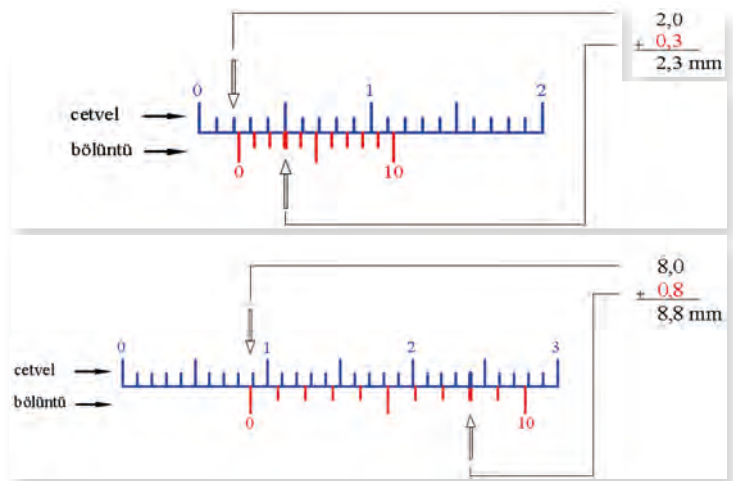 2,0
+ 0,3
2,3 mm
0 1 2
cetvel
bölüntü
0 10
8,0
+ 0,8
8,8 mm
0 1 2 3
cetvel
bölüntü
0 10